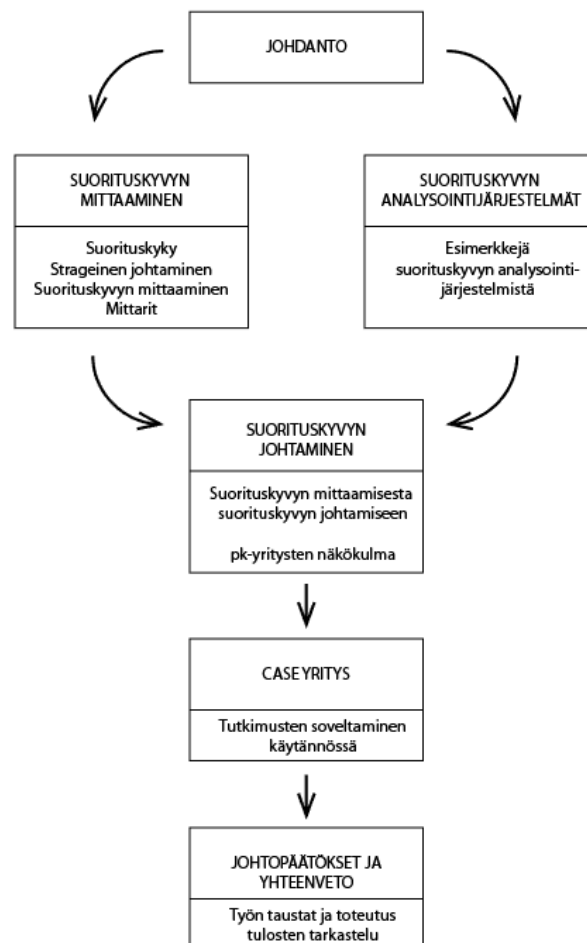 JOHDANTO
SUORITUSKYVYN
MITTAAMINEN
Suorituskyky
Strageinen johtaminen
Suorituskyvyn mittaaminen
Mittarit
SUORITUSKYVYN
ANALYSOINTIJÄRJESTELMÄT
Esimerkkejä
suorituskyvyn analysointi-
järjestelmistä
SUORITUSKYVYN
JOHTAMINEN
Suorituskyvyn mittaamisesta
suorituskyvyn johtamiseen
pk-yritysten näkökulma
CASE YRITYS
Tutkimusten soveltaminen
käytännössä
JOHTOPÄÄTÖKSET JA
YHTEENVETO
Työn taustat ja toteutus
tulosten tarkastelu